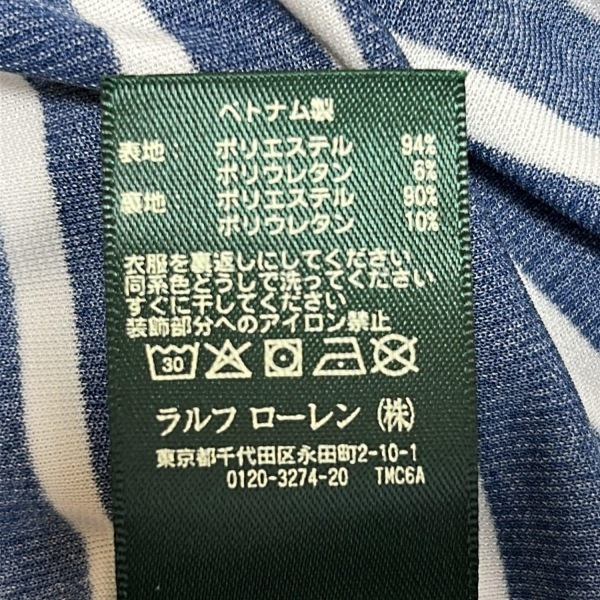 ベトナム製
表地： ポリエステル 94%
ポリウレタン 6%
裏地： ポリエステル 90%
ポリウレタン 10%
衣服を裏返しにしてください
同系色どうしで洗ってください
すぐに干してください
装飾部分へのアイロン禁止
30
ラルフ ローレン (株)
東京都千代田区永田町2-10-1
0120-3274-20 TMC6A